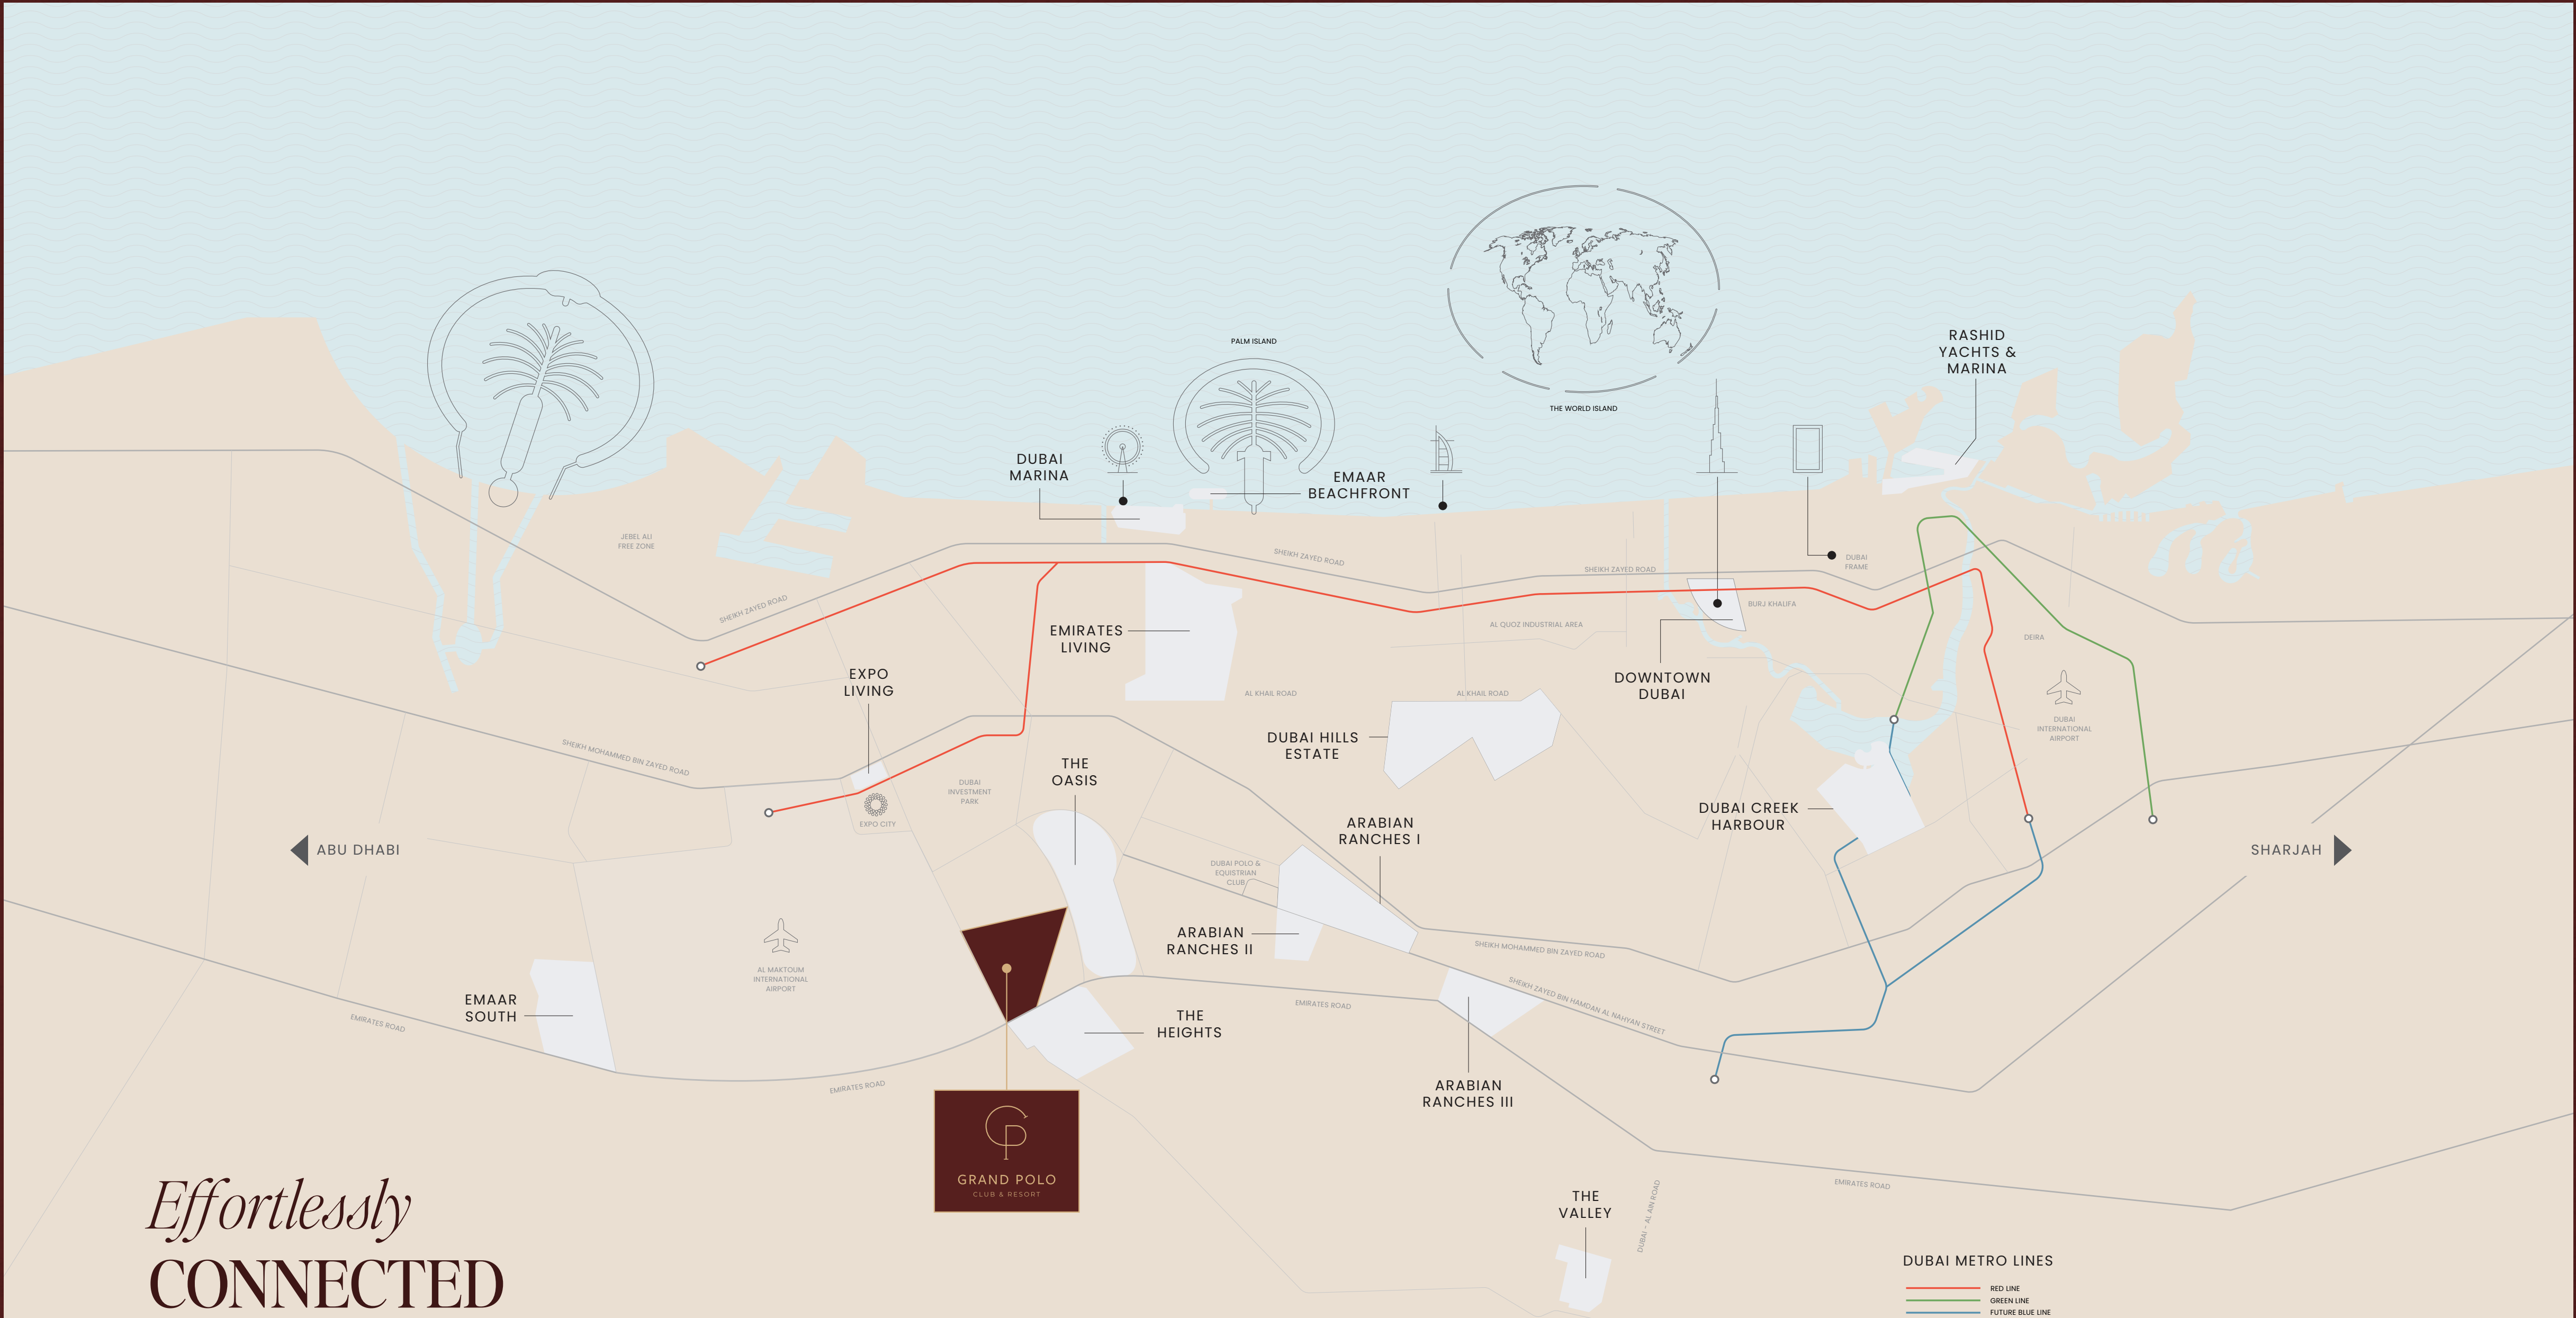 RASHID
YACHTS &
MARINA
PALM ISLAND
THE WORLD ISLAND
DUBAI
MARINA
EMAAR
BEACHFRONT
JEBEL ALI
FREE ZONE
SHEIKH ZAYED ROAD
SHEIKH ZAYED ROAD
SHEIKH ZAYED ROAD
DUBAI
FRAME
BURJ KHALIFA
AL QUOZ INDUSTRIAL AREA
EMIRATES
LIVING
DEIRA
EXPO
LIVING
DOWNTOWN
DUBAI
AL KHAIL ROAD
AL KHAIL ROAD
DUBAI
INTERNATIONAL
AIRPORT
DUBAI HILLS
ESTATE
SHEIKH MOHAMMED BIN ZAYED ROAD
THE
OASIS
DUBAI
INVESTMENT
PARK
EXPO CITY
DUBAI CREEK
HARBOUR
ARABIAN
RANCHES I
ABU DHABI
SHARJAH
DUBAI POLO &
EQUESTRIAN
CLUB
ARABIAN
RANCHES II
SHEIKH MOHAMMED BIN ZAYED ROAD
AL MAKTOUM
INTERNATIONAL
AIRPORT
SHEIKH ZAYED BIN HAMDAN AL NAHYAN STREET
EMAAR
SOUTH
EMIRATES ROAD
EMIRATES ROAD
THE
HEIGHTS
EMIRATES ROAD
ARABIAN
RANCHES III
GP
GRAND POLO
CLUB & RESORT
EMIRATES ROAD
THE
VALLEY
DUBAI - AL AIN ROAD
Effortlessly
CONNECTED
DUBAI METRO LINES
RED LINE
GREEN LINE
FUTURE BLUE LINE